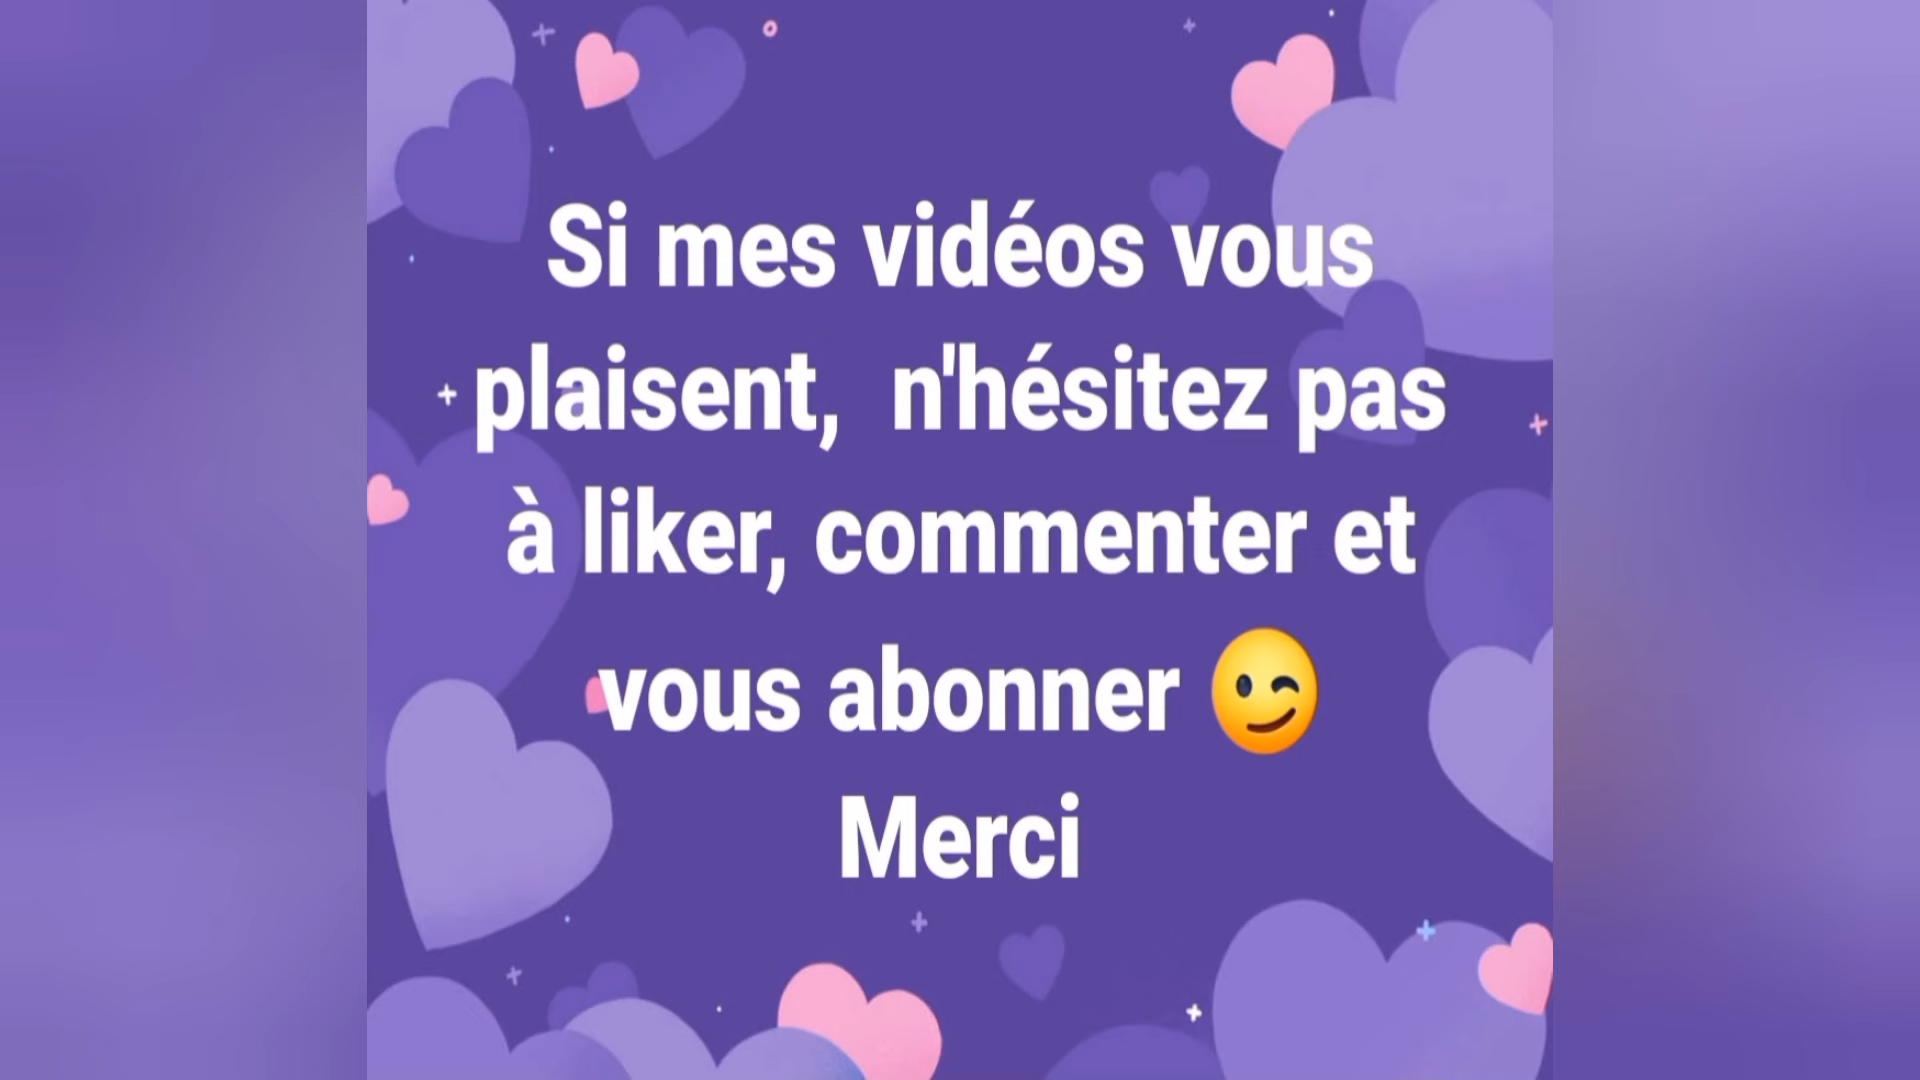 Si mes vidéos vous
plaisent,  n'hésitez pas
à liker, commenter et
vous abonner 😉
Merci